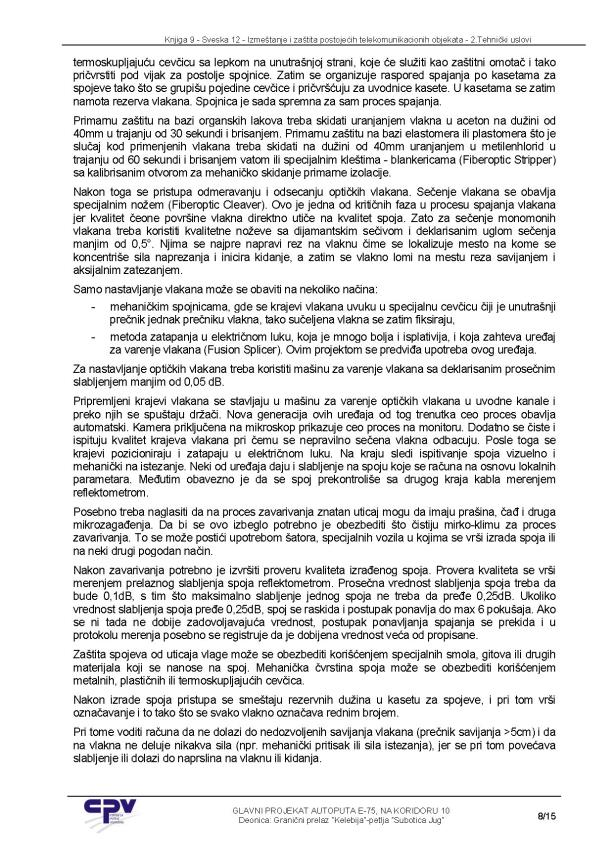 Knjiga 9 - Sveska 12 - Izmeštanje i zaštita postojećih telekomunikacionih objekata - 2.Tehnički uslovi
termoskupljajuću cevčicu sa lepkom na unutrašnjoj strani, koje će služiti kao zaštitni omotač i tako
pričvrstiti pod vijak za postolje spojnice. Zatim se organizuje raspored spajanja po kasetama za
spojeve tako što se grupišu pojedine cevčice i pričvršćuju za uvodnice kasete. U kasetama se zatim
namota rezerva vlakana. Spojnica je sada spremna za sam proces spajanja.
Primarnu zaštitu na bazi organskih lakova treba skidati uranjanjem vlakna u aceton na dužini od
40mm u trajanju od 30 sekundi i brisanjem. Primarnu zaštitu na bazi elastomera ili plastomera što je
slučaj kod primenjenih vlakana treba skidati na dužini od 40mm uranjanjem u metilenhlorid u
trajanju od 60 sekundi i brisanjem vatom ili specijalnim kleštima - blankericama (Fiberoptic Stripper)
sa kalibrisanim otvorom za mehaničko skidanje primarne izolacije.
Nakon toga se pristupa odmeravanju i odsecanju optičkih vlakana. Sečenje vlakana se obavlja
specijalnim nožem (Fiberoptic Cleaver). Ovo je jedna od kritičnih faza u procesu spajanja vlakana
jer kvalitet čeone površine vlakna direktno utiče na kvalitet spoja. Zato za sečenje monomonih
vlakana treba koristiti kvalitetne noževe sa dijamantskim sečivom i deklarisanim uglom sečenja
manjim od 0,5°. Njima se najpre napravi rez na vlaknu čime se lokalizuje mesto na kome se
koncentriše sila naprezanja i inicira kidanje, a zatim se vlakno lomi na mestu reza savijanjem i
aksijalnim zatezanjem.
Samo nastavljanje vlakana može se obaviti na nekoliko načina:
- mehaničkim spojnicama, gde se krajevi vlakana uvuku u specijalnu cevčicu čiji je unutrašnji
prečnik jednak prečniku vlakna, tako sučeljena vlakna se zatim fiksiraju,
- metoda zatapanja u električnom luku, koja je mnogo bolja i isplativija, i koja zahteva uređaj
za varenje vlakana (Fusion Splicer). Ovim projektom se predviđa upotreba ovog uređaja.
Za nastavljanje optičkih vlakana treba koristiti mašinu za varenje vlakana sa deklarisanim prosečnim
slabljenjem manjim od 0,05 dB.
Pripremljeni krajevi vlakana se stavljaju u mašinu za varenje optičkih vlakana u uvodne kanale i
preko njih se spuštaju držači. Nova generacija ovih uređaja od tog trenutka ceo proces obavlja
automatski. Kamera priključena na mikroskop prikazuje ceo proces na monitoru. Dodatno se čiste i
ispituju kvalitet krajeva vlakana pri čemu se nepravilno sečena vlakna odbacuju. Posle toga se
krajevi pozicioniraju i zatapaju u električnom luku. Na kraju sledi ispitivanje spoja vizuelno i
mehanički na istezanje. Neki od uređaja daju i slabljenje na spoju koje se računa na osnovu lokalnih
parametara. Međutim obavezno je da se spoj prekontroliše sa drugog kraja kabla merenjem
reflektometrom.
Posebno treba naglasiti da na proces zavarivanja znatan uticaj mogu da imaju prašina, čađ i druga
mikrozagađenja. Da bi se ovo izbeglo potrebno je obezbediti što čistiju mirko-klimu za proces
zavarivanja. To se može postići upotrebom šatora, specijalnih vozila u kojima se vrši izrada spoja ili
na neki drugi pogodan način.
Nakon zavarivanja potrebno je izvršiti proveru kvaliteta izrađenog spoja. Provera kvaliteta se vrši
merenjem prelaznog slabljenja spoja reflektometrom. Prosečna vrednost slabljenja spoja treba da
bude 0,1dB, s tim što maksimalno slabljenje jednog spoja ne treba da pređe 0,25dB. Ukoliko
vrednost slabljenja spoja pređe 0,25dB, spoj se raskida i postupak ponavlja do max 6 pokušaja. Ako
se ni tada ne dobije zadovoljavajuća vrednost, postupak ponavljanja spajanja se prekida i u
protokolu merenja posebno se registruje da je dobijena vrednost veća od propisane.
Zaštita spojeva od uticaja vlage može se obezbediti korišćenjem specijalnih smola, gitova ili drugih
materijala koji se nanose na spoj. Mehanička čvrstina spoja može se obezbediti korišćenjem
metalnih, plastičnih ili termoskupljajućih cevčica.
Nakon izrade spoja pristupa se smeštaju rezervnih dužina u kasetu za spojeve, i pri tom vrši
označavanje i to tako što se svako vlakno označava rednim brojem.
Pri tome voditi računa da ne dolazi do nedozvoljenih savijanja vlakana (prečnik savijanja >5cm) i da
na vlakna ne deluje nikakva sila (npr. mehanički pritisak ili sila istezanja), jer se pri tom povećava
slabljenje ili dolazi do naprslina na vlaknu ili kidanja.
CPV
GLAVNI PROJEKAT AUTOPUTA E-75, NA KORIDORU 10
Deonica: Granični prelaz "Kelebija"-petlja "Subotica Jug"
8/15